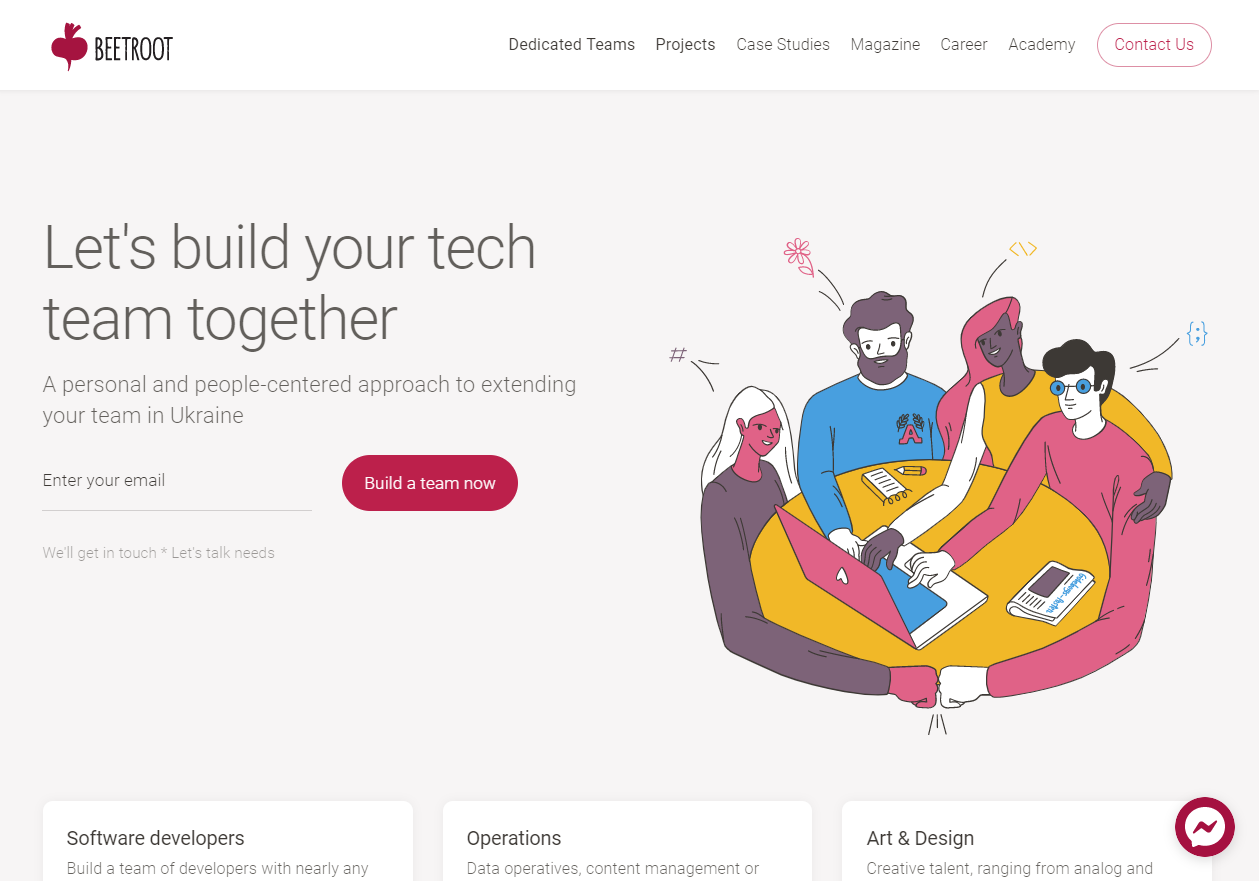 BEETROOT
Dedicated Teams
Projects
Case Studies
Magazine
Career
Academy
Contact Us
Let's build your tech
team together
A personal and people-centered approach to extending
your team in Ukraine
Enter your email
Build a team now
We'll get in touch * Let's talk needs
#
<\>
{;}
A
Software developers
Build a team of developers with nearly any
Operations
Data operatives, content management or
Art & Design
Creative talent, ranging from analog and